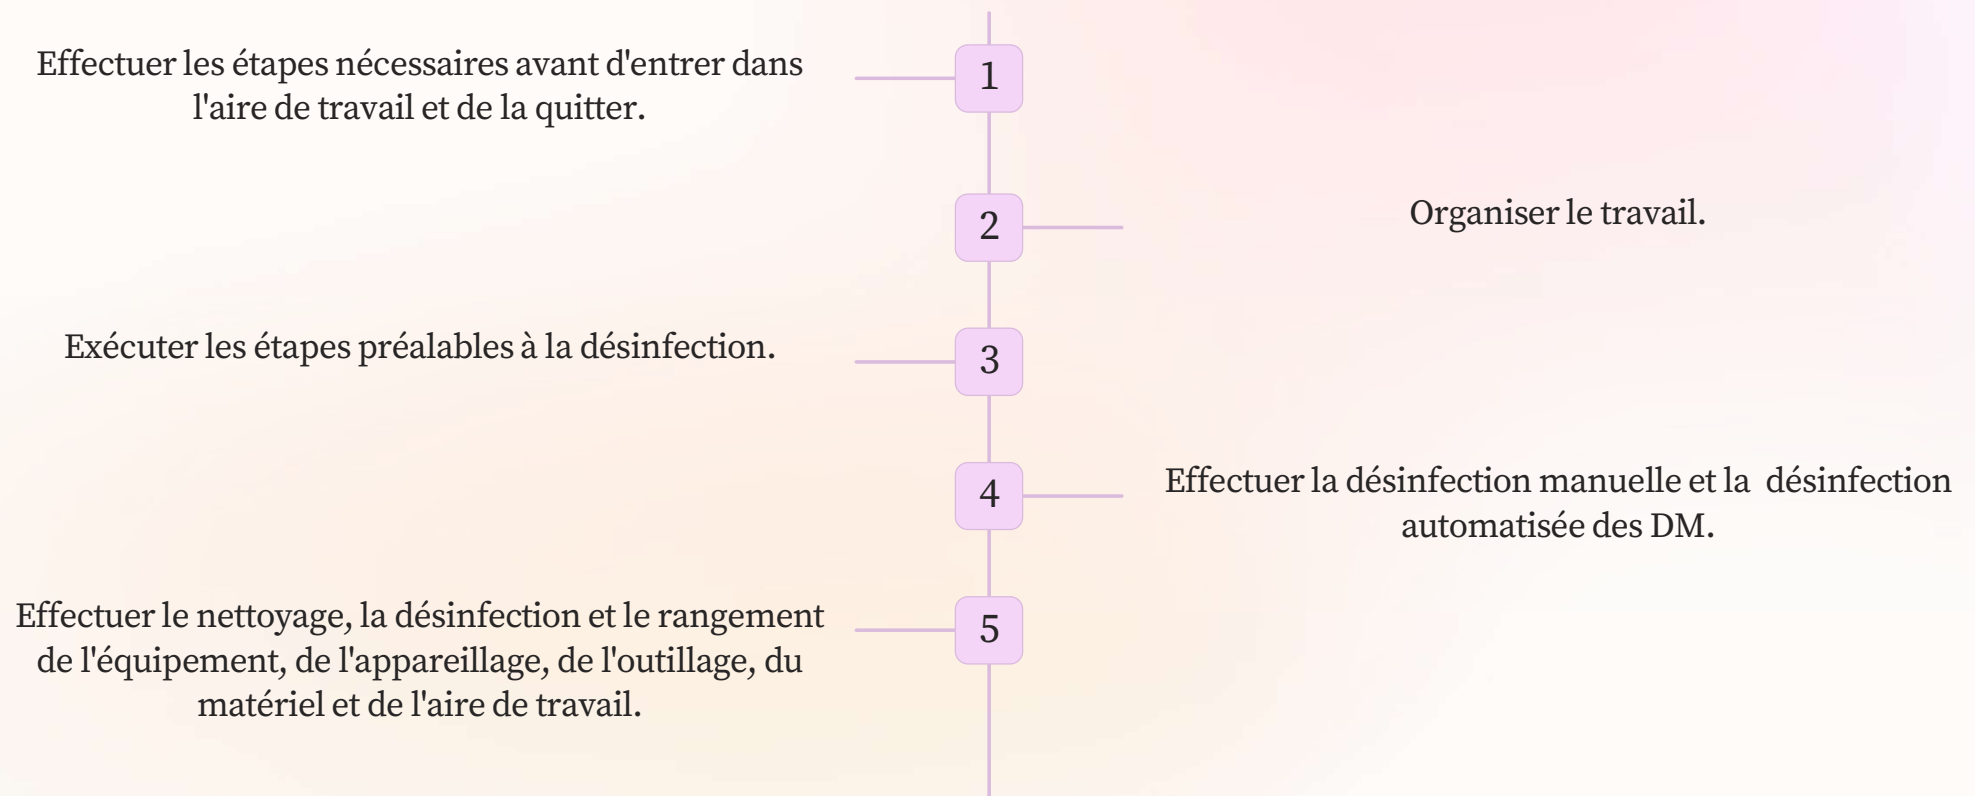 Effectuer les étapes nécessaires avant d'entrer dans
l'aire de travail et de la quitter.
1
2
Organiser le travail.
Exécuter les étapes préalables à la désinfection.
3
4
Effectuer la désinfection manuelle et la  désinfection
automatisée des DM.
Effectuer le nettoyage, la désinfection et le rangement
de l'équipement, de l'appareillage, de l'outillage, du
matériel et de l'aire de travail.
5